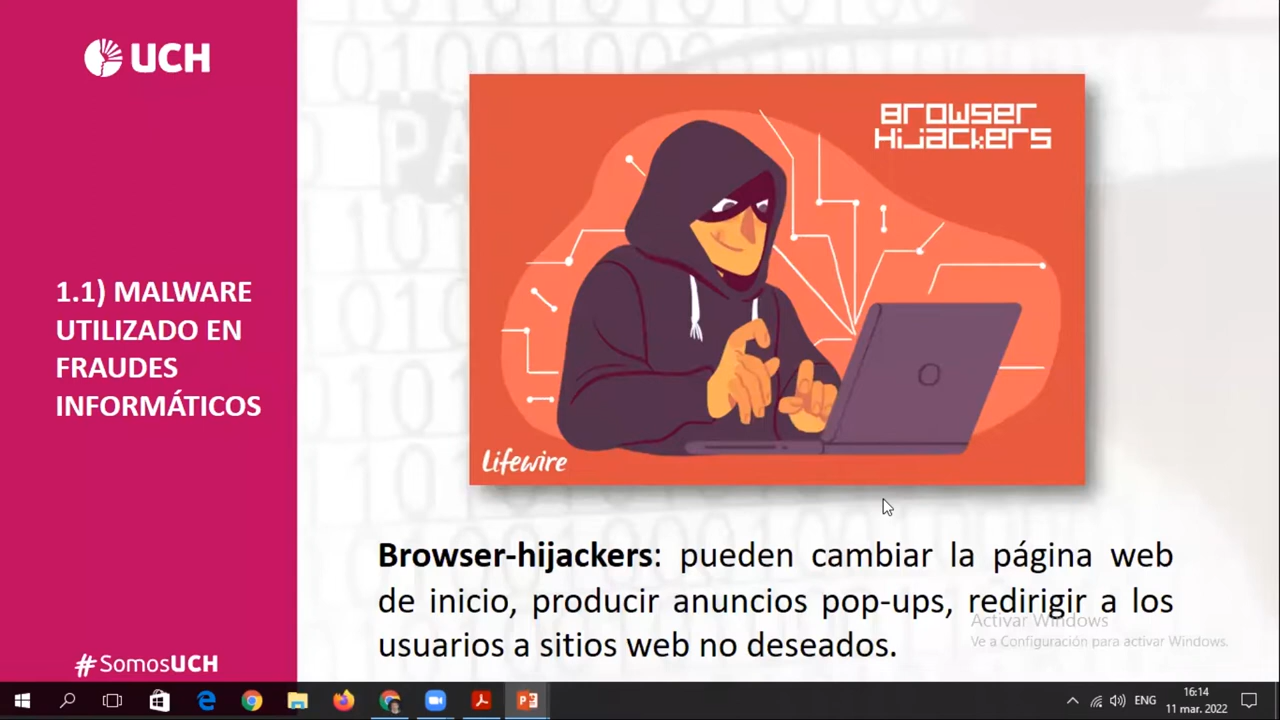 UCH
1.1) MALWARE
UTILIZADO EN
FRAUDES
INFORMÁTICOS
#SomosUCH
Browser
Hijackers
Lifewire
Browser-hijackers: pueden cambiar la página web
de inicio, producir anuncios pop-ups, redirigir a los
usuarios a sitios web no deseados.
Activar Windows
Ve a Configuración para activar Windows.
ENG
16:14
11 mar. 2022